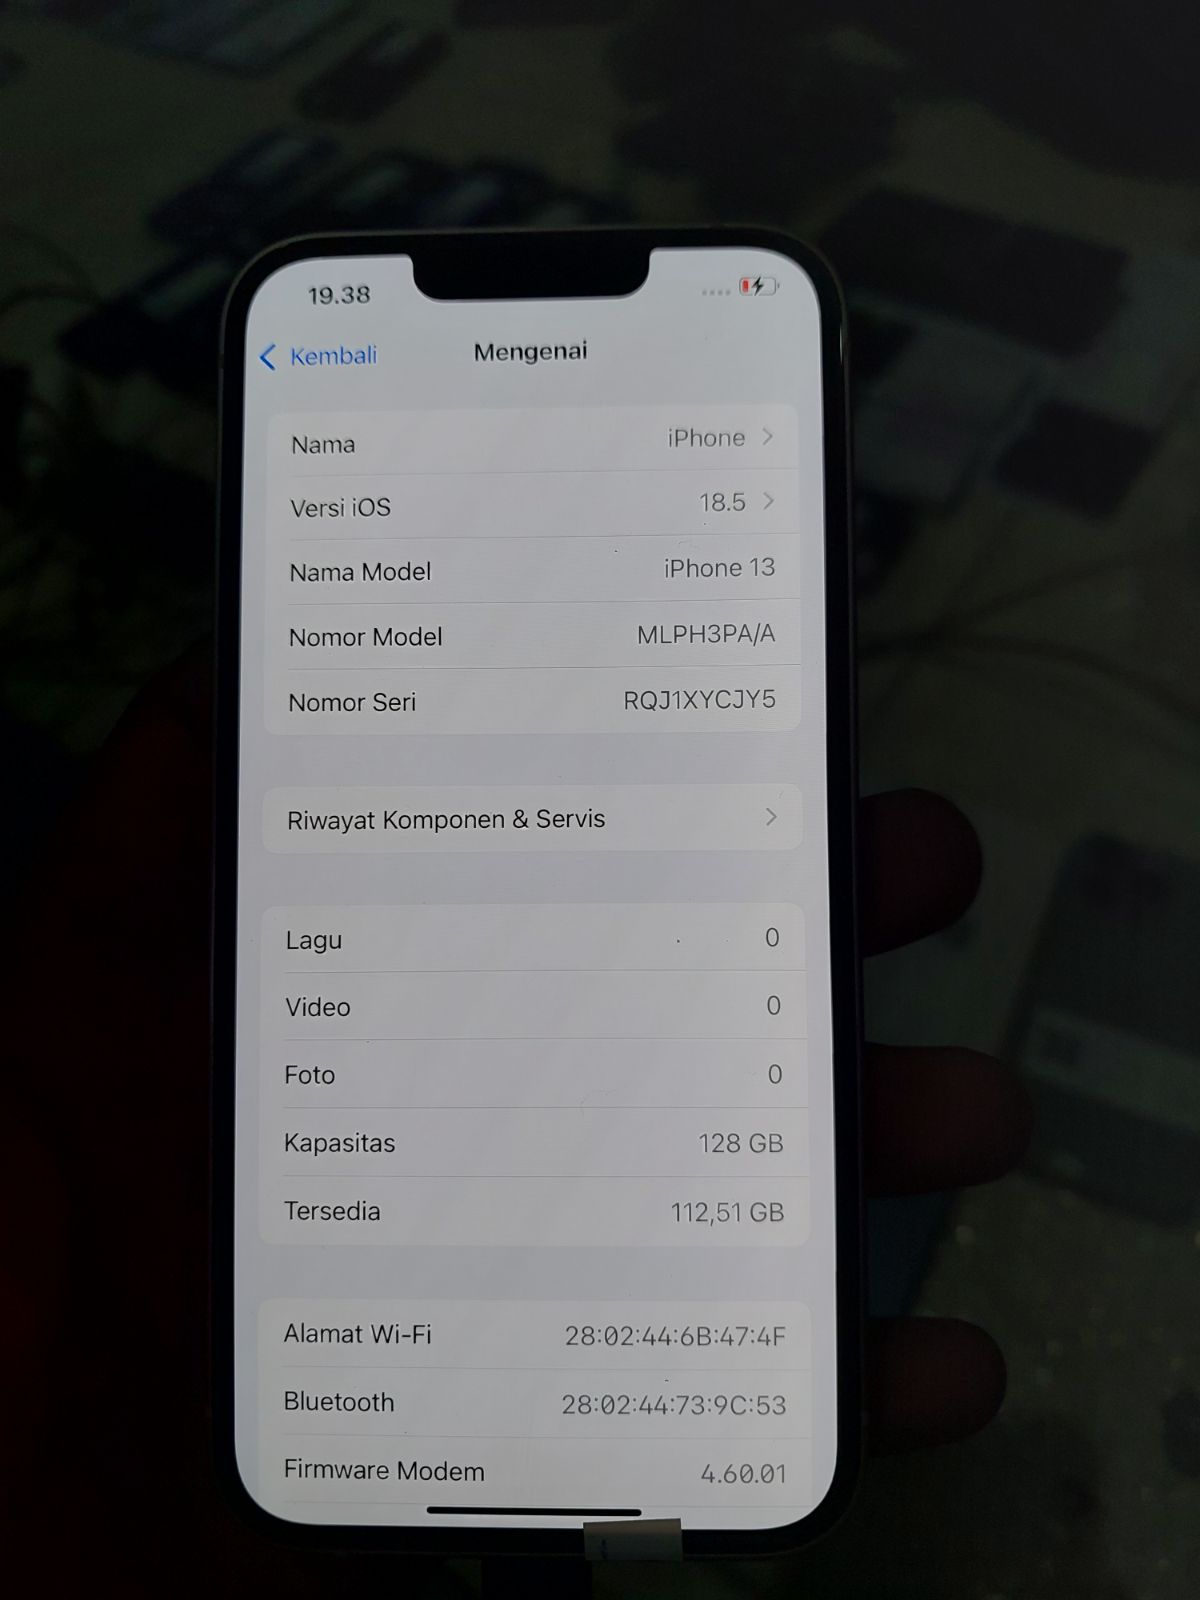 19.38
Kembali
Mengenai
Nama iPhone
Versi iOS 18.5
Nama Model iPhone 13
Nomor Model MLPH3PA/A
Nomor Seri RQJ1XYCJY5
Riwayat Komponen & Servis
Lagu 0
Video 0
Foto 0
Kapasitas 128 GB
Tersedia 112,51 GB
Alamat Wi-Fi 28:02:44:6B:47:4F
Bluetooth 28:02:44:73:9C:53
Firmware Modem 4.60.01